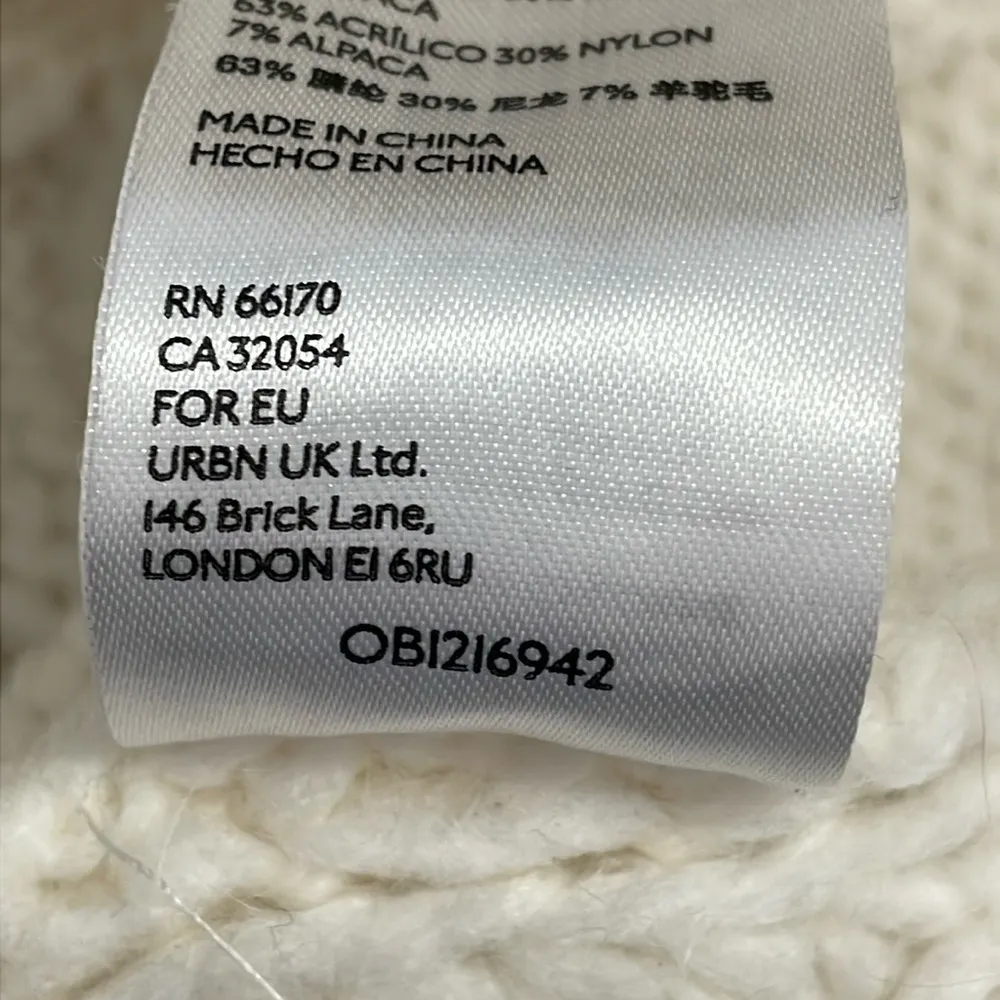 63% ACRÍLICO 30% NYLON
7% ALPACA
63% 腈纶 30% 尼龙 7% 羊驼毛
MADE IN CHINA
HECHO EN CHINA
RN 66170
CA 32054
FOR EU
URBN UK Ltd.
146 Brick Lane,
LONDON E1 6RU
OB1216942